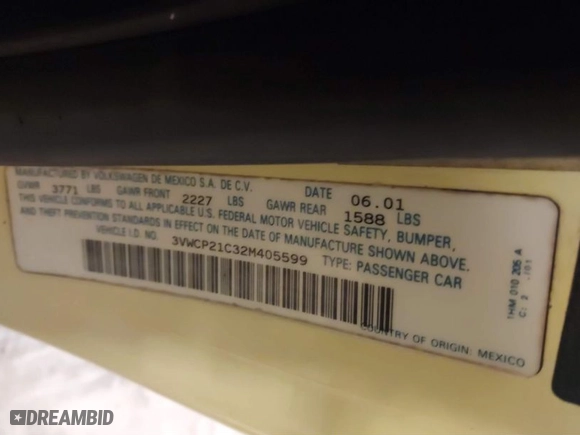 MANUFACTURED BY VOLKSWAGEN DE MEXICO S.A. DE C.V. DATE 06.01
GVWR 3771 LBS GAWR FRONT 2227 LBS GAWR REAR 1588 LBS
THIS VEHICLE CONFORMS TO ALL APPLICABLE U.S. FEDERAL MOTOR VEHICLE SAFETY, BUMPER,
AND THEFT PREVENTION STANDARDS IN EFFECT ON THE DATE OF MANUFACTURE SHOWN ABOVE.
VEHICLE I.D. NO. 3VWCP21C32M405599 TYPE: PASSENGER CAR
COUNTRY OF ORIGIN: MEXICO
1HM 010 205 A
DREAMBID